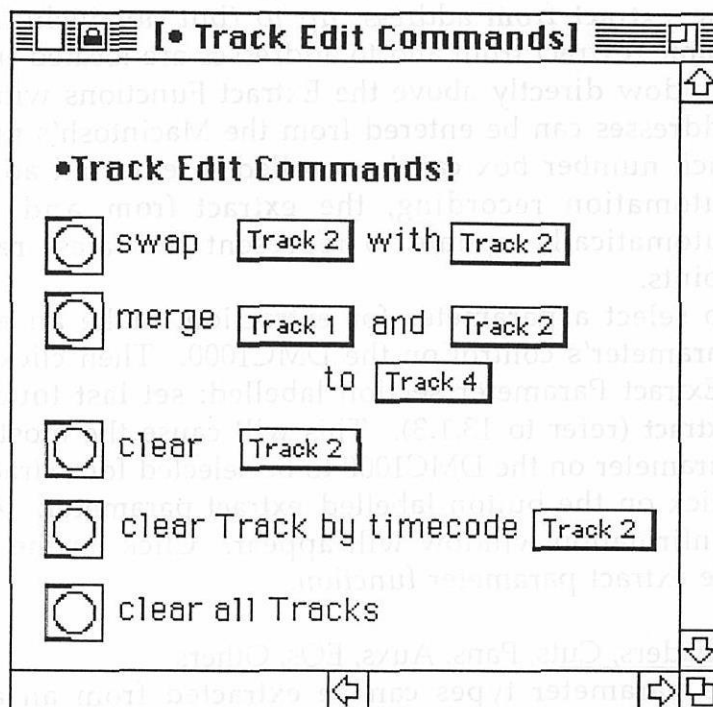 [• Track Edit Commands]
•Track Edit Commands!
swap Track 2 with Track 2
merge Track 1 and Track 2
to Track 4
clear Track 2
clear Track by timecode Track 2
clear all Tracks